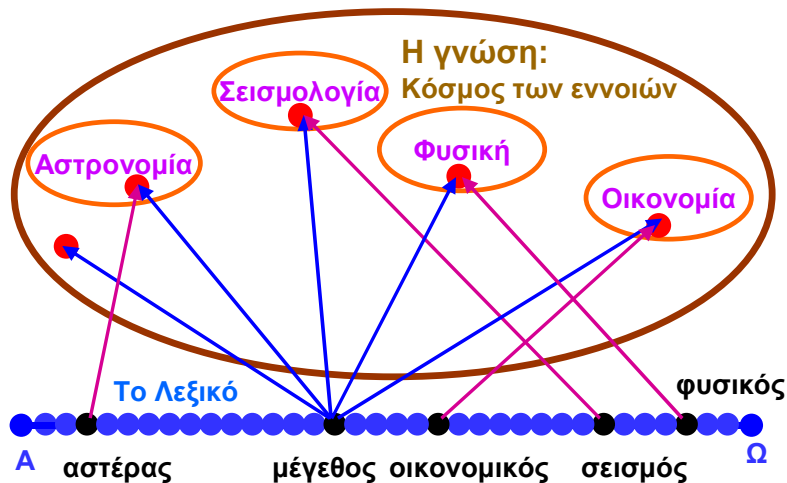 Η γνώση:
Κόσμος των εννοιών
Σεισμολογία
Αστρονομία
Φυσική
Οικονομία
Το Λεξικό
φυσικός
Α
αστέρας
μέγεθος
οικονομικός
σεισμός
Ω